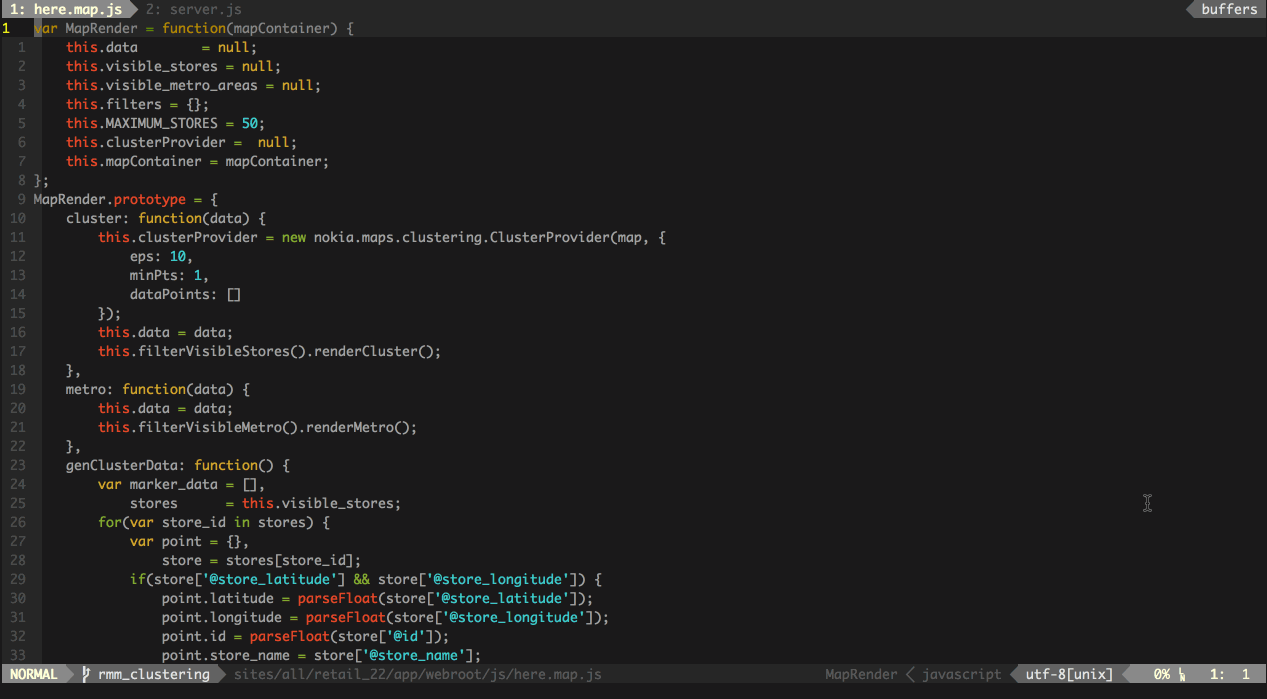 1: here.map.js 2: server.js buffers
1 var MapRender = function(mapContainer) {
1     this.data        = null;
2     this.visible_stores = null;
3     this.visible_metro_areas = null;
4     this.filters = {};
5     this.MAXIMUM_STORES = 50;
6     this.clusterProvider =  null;
7     this.mapContainer = mapContainer;
8 };
9 MapRender.prototype = {
10     cluster: function(data) {
11         this.clusterProvider = new nokia.maps.clustering.ClusterProvider(map, {
12             eps: 10,
13             minPts: 1,
14             dataPoints: []
15         });
16         this.data = data;
17         this.filterVisibleStores().renderCluster();
18     },
19     metro: function(data) {
20         this.data = data;
21         this.filterVisibleMetro().renderMetro();
22     },
23     genClusterData: function() {
24         var marker_data = [],
25             stores      = this.visible_stores;
26         for(var store_id in stores) {
27             var point = {},
28                 store = stores[store_id];
29             if(store['@store_latitude'] && store['@store_longitude']) {
30                 point.latitude = parseFloat(store['@store_latitude']);
31                 point.longitude = parseFloat(store['@store_longitude']);
32                 point.id = parseFloat(store['@id']);
33                 point.store_name = store['@store_name'];
NORMAL rmm_clustering sites/all/retail_22/app/webroot/js/here.map.js MapRender < javascript utf-8[unix] 0% 1: 1